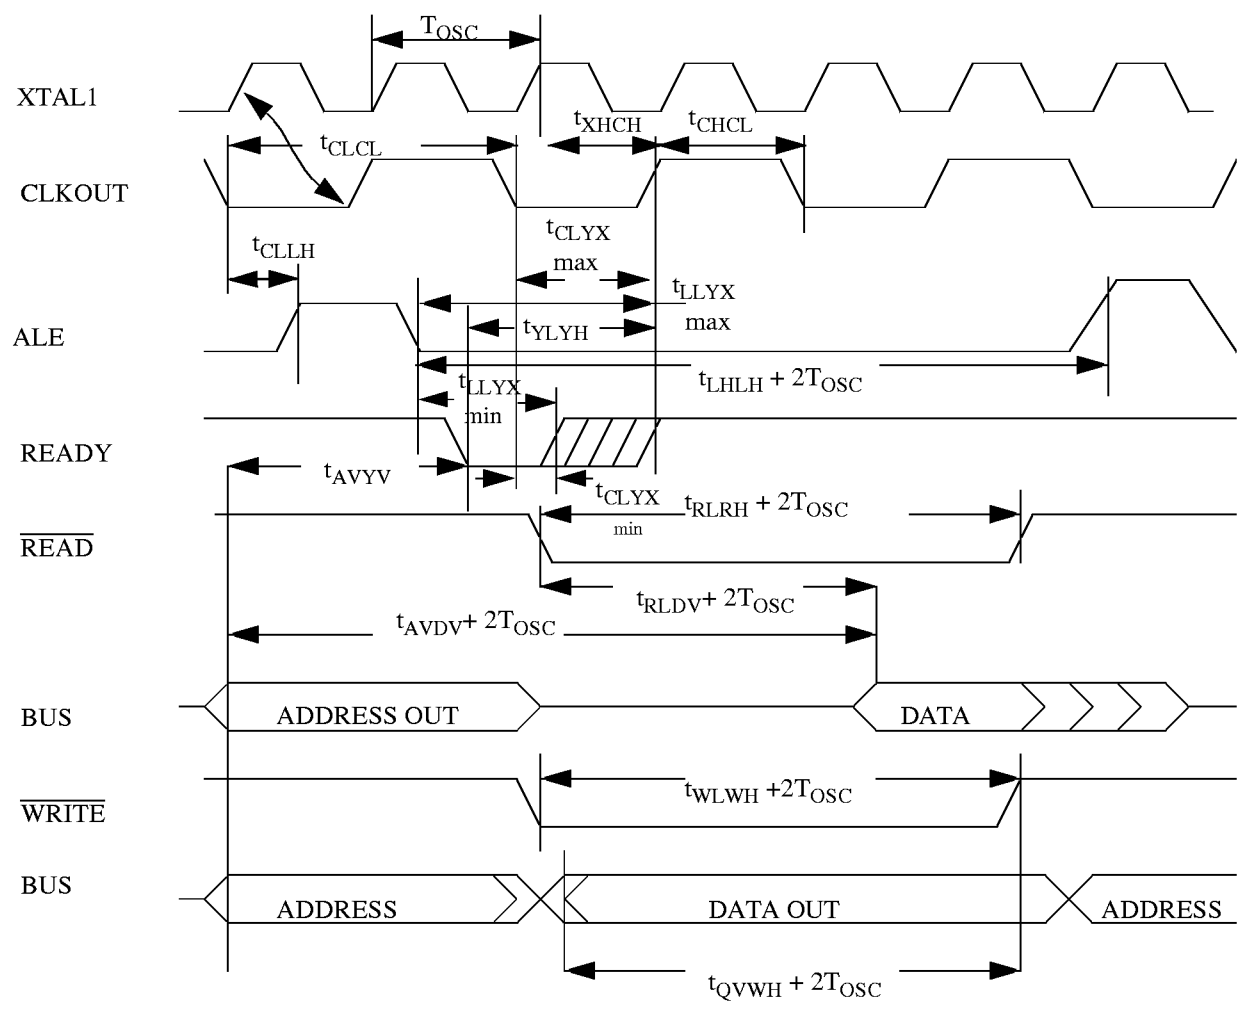 TOSC
XTAL1
tXHCH
tCHCL
tCLCL
CLKOUT
tCLYX
max
tCLLH
tLLYX
max
tYLYH
ALE
tLHLH + 2TOSC
tLLYX
min
READY
tAVYV
tCLYX
min
tRLRH + 2TOSC
READ
tRLDV+ 2TOSC
tAVDV+ 2TOSC
BUS
ADDRESS OUT
DATA
tWLWH +2TOSC
WRITE
BUS
ADDRESS
DATA OUT
ADDRESS
tQVWH + 2TOSC